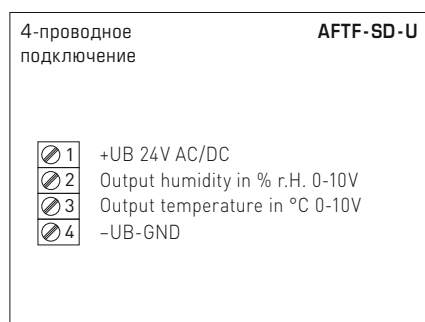 4-проводное AFTF-SD-U
подключение
1 +UB 24V AC/DC
2 Output humidity in % r.H. 0-10V
3 Output temperature in °C 0-10V
4 –UB-GND